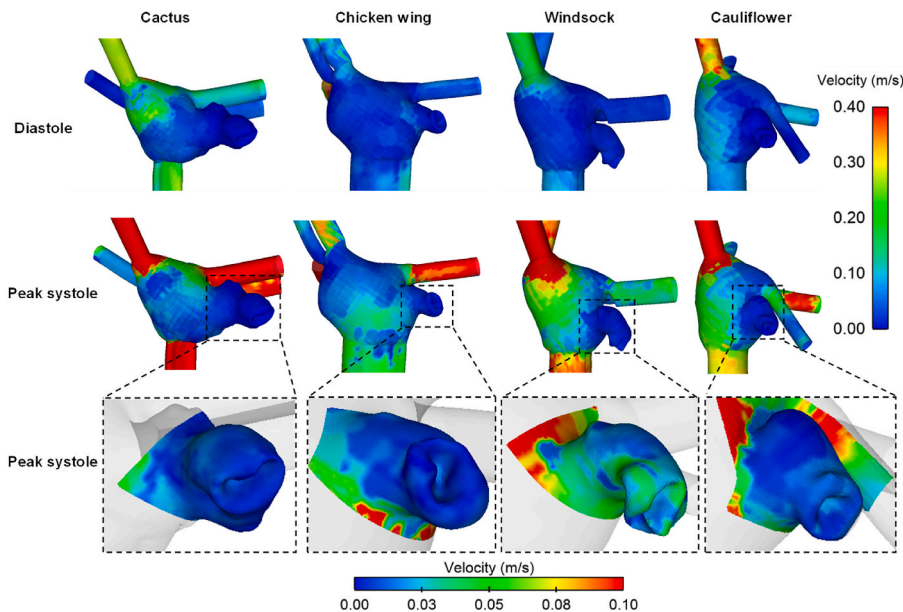 Cactus Chicken wing Windsock Cauliflower
Velocity (m/s)
Diastole
0.40
0.30
0.20
0.10
0.00
Peak systole
Peak systole
Velocity (m/s)
0.00 0.03 0.05 0.08 0.10